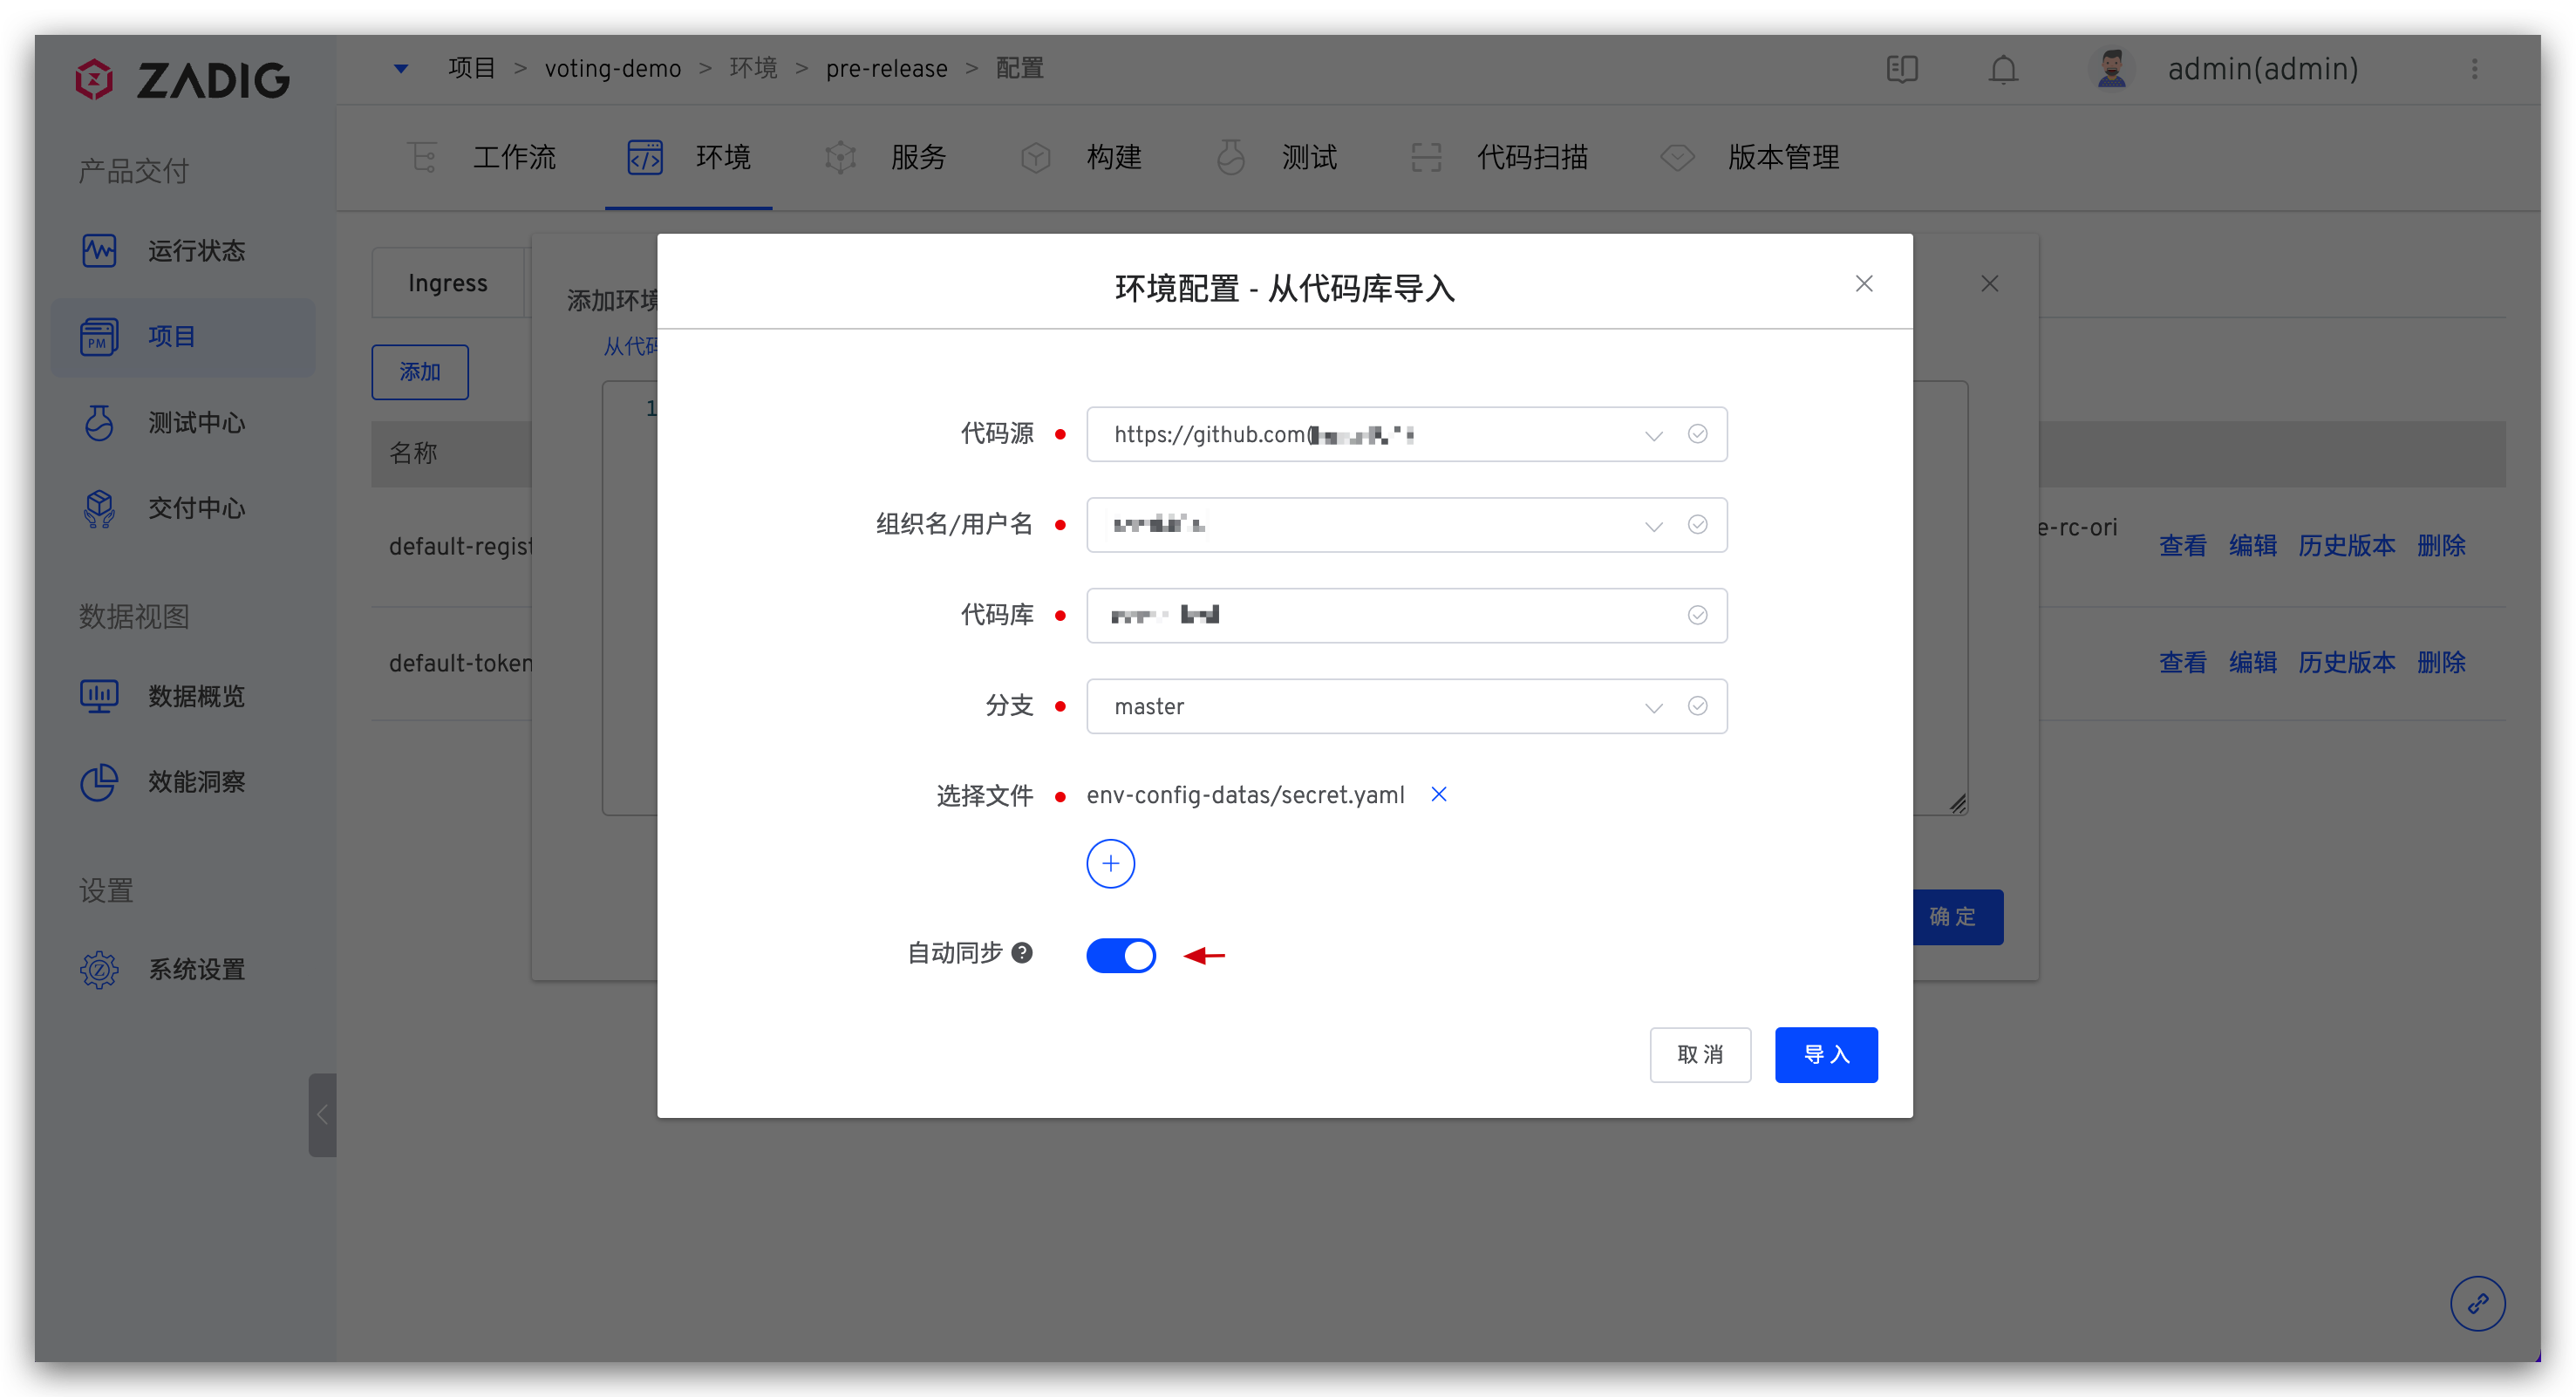 ZADIG
项目 > voting-demo > 环境 > pre-release > 配置
admin(admin)
产品交付
运行状态
PM
项目
测试中心
交付中心
数据视图
数据概览
效能洞察
设置
系统设置
工作流
环境
服务
构建
测试
代码扫描
版本管理
Ingress
添加
名称
default-regist
default-token
添加环境
从代码
1
环境配置 - 从代码库导入
代码源
https://github.com(
组织名/用户名
代码库
分支
master
选择文件
env-config-datas/secret.yaml
自动同步
取消
导入
确定
e-rc-ori
查看 编辑 历史版本 删除
查看 编辑 历史版本 删除